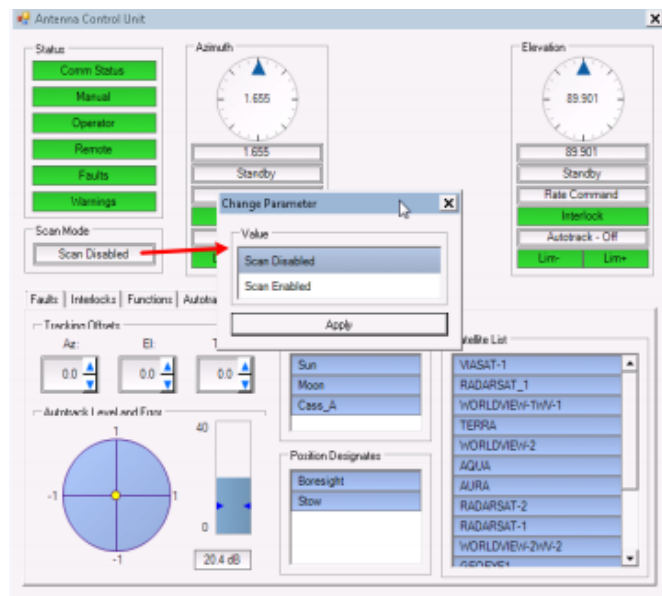 Antenna Control Unit
Status
Comm Status
Manual
Operator
Remote
Faults
Warnings
Scan Mode
Scan Disabled
Azimuth
1.655
1.655
Standby
Elevation
89.901
89.901
Standby
Rate Command
Interlock
Autotrack - Off
Lim- Lim+
Change Parameter
Value
Scan Disabled
Scan Enabled
Apply
Faults Interlocks Functions
Tracking Offsets
Az: El:
0.0 0.0 0.0
Autotrack Level and Error
1
-1 1
-1
40
0
20.4 dB
Sun
Moon
Cass_A
Position Designates
Boresight
Stow
VIASAT-1
RADARSAT_1
WORLDVIEW-1WV-1
TERRA
WORLDVIEW-2
AQUA
AURA
RADARSAT-2
RADARSAT-1
WORLDVIEW-2WV-2